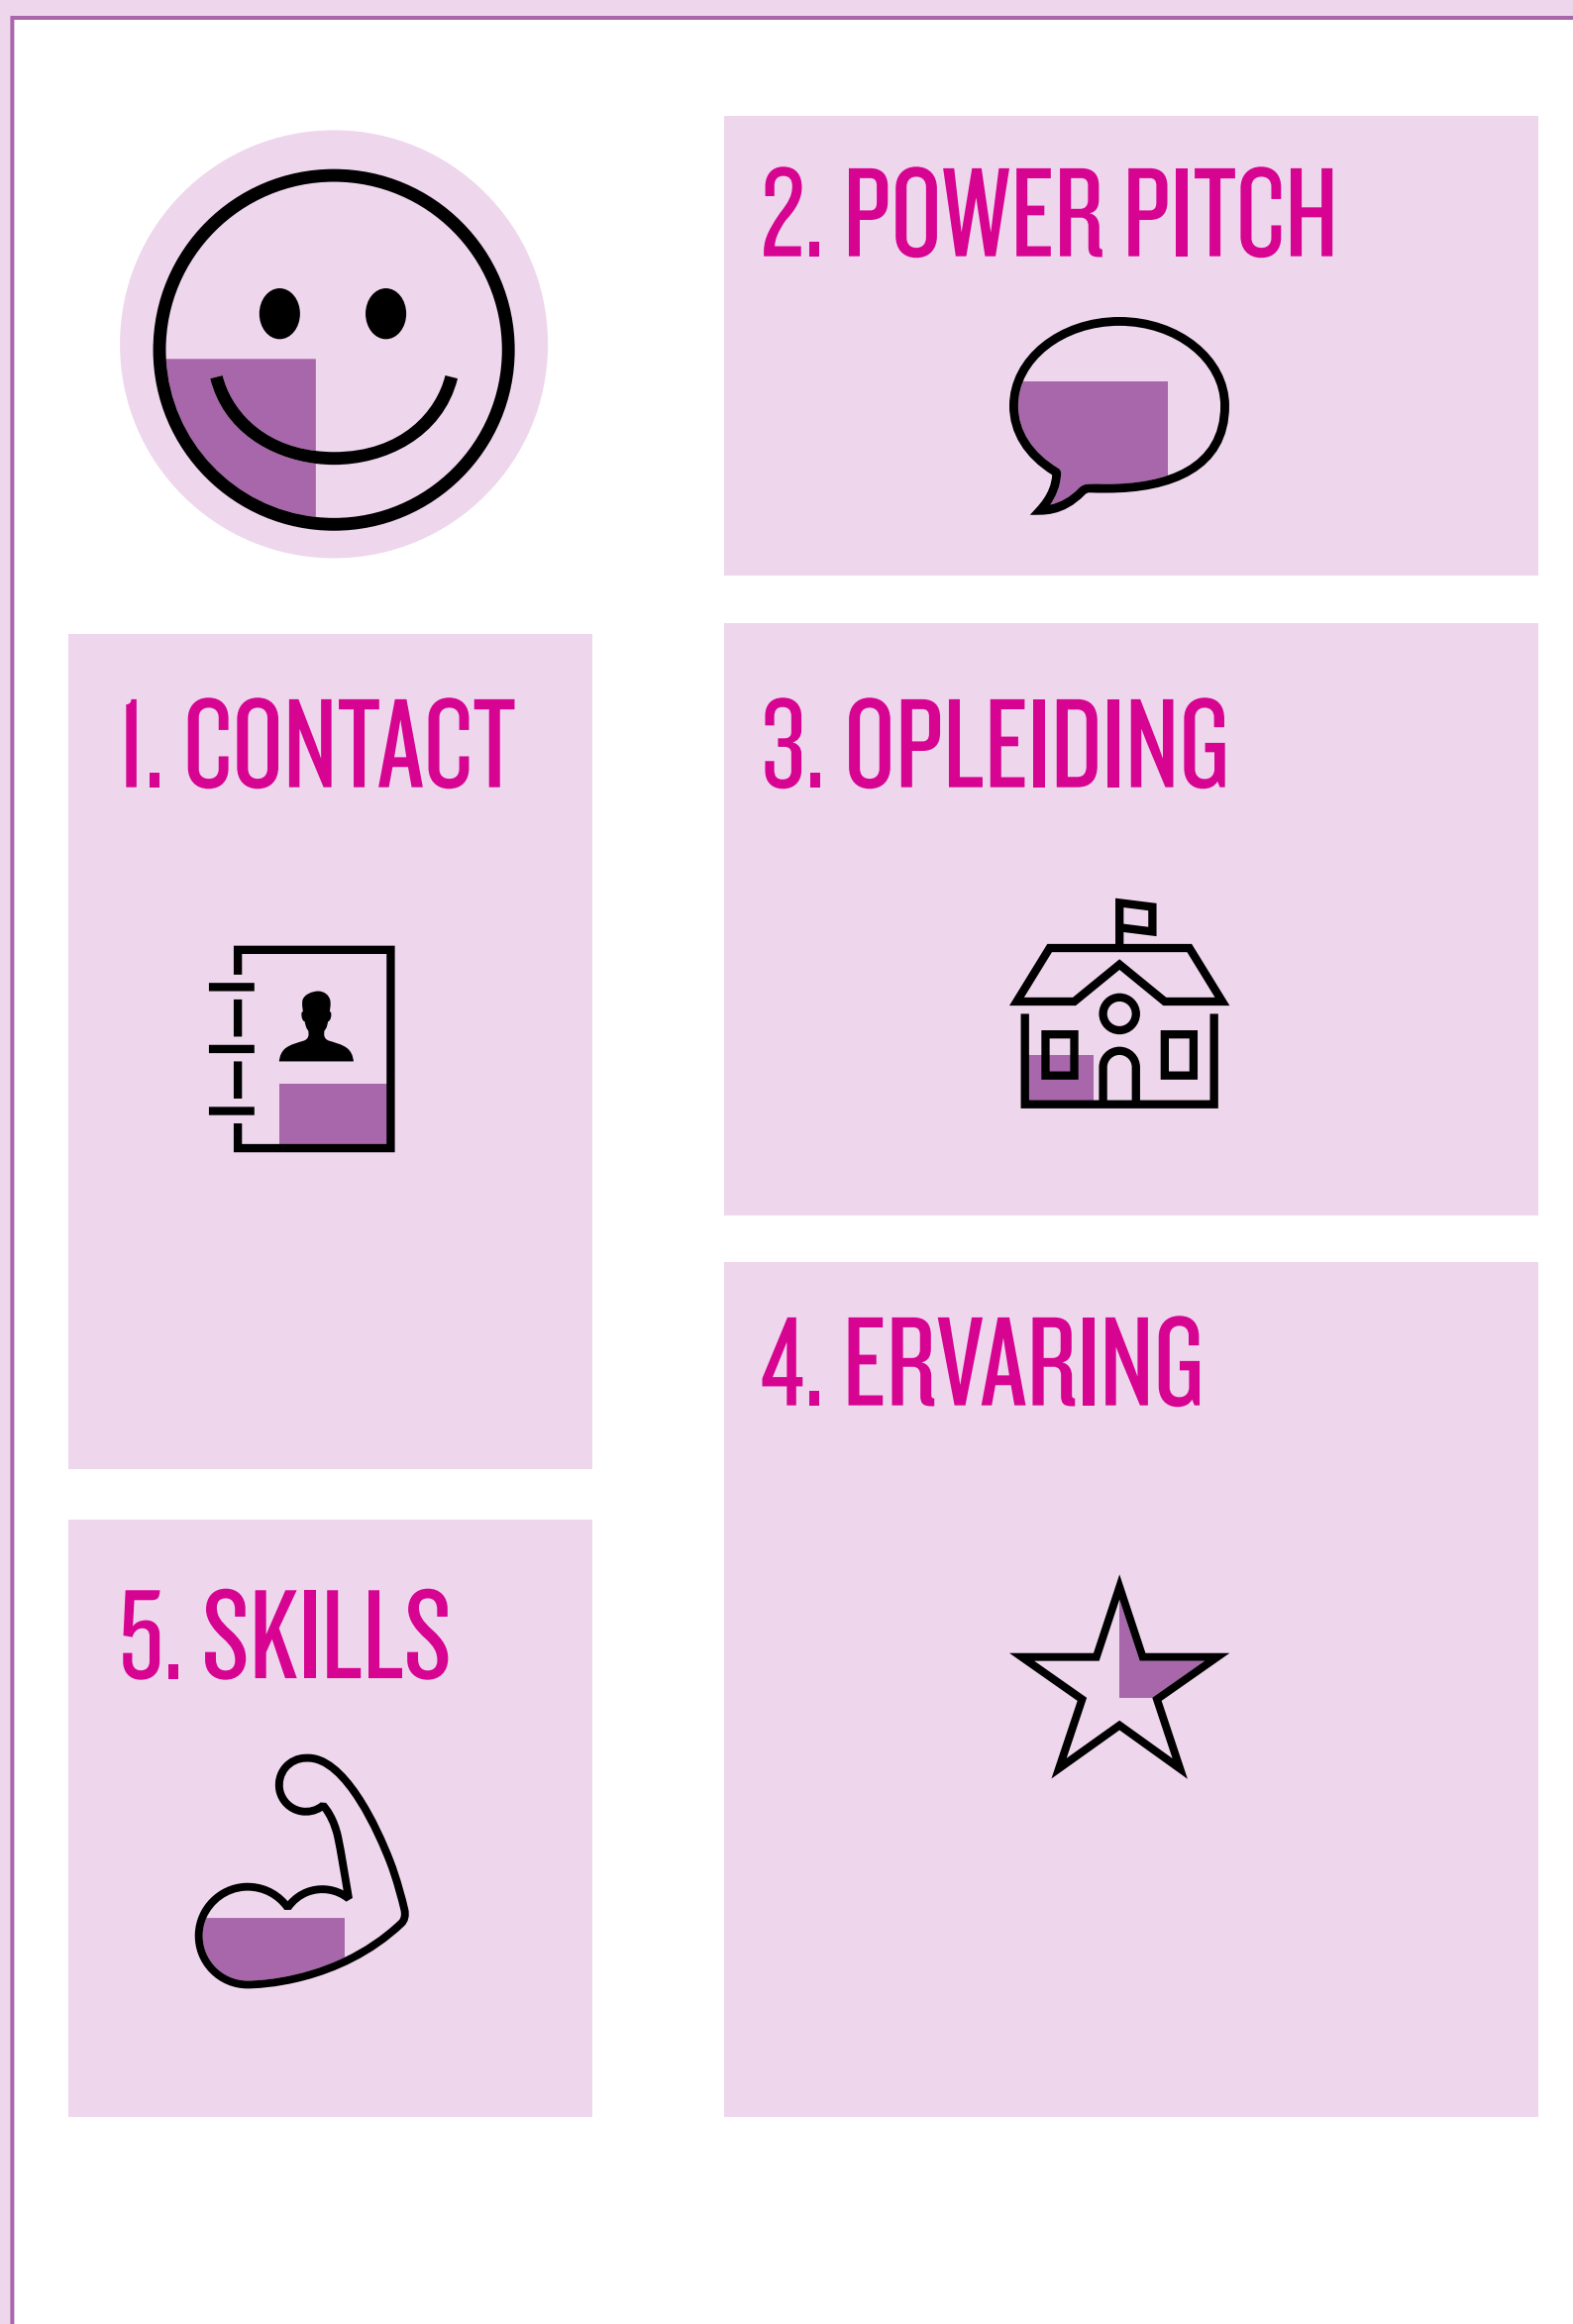 1. CONTACT
2. POWER PITCH
3. OPLEIDING
4. ERVARING
5. SKILLS